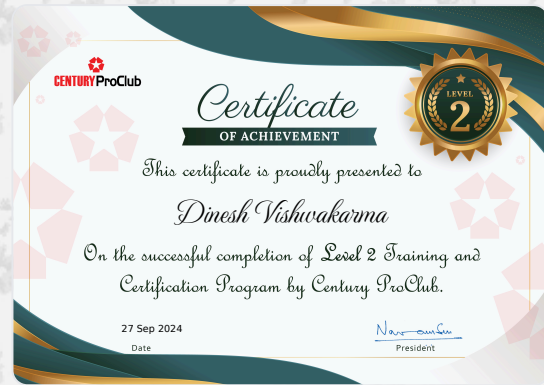 CENTURY ProClub
LEVEL
2
Certificate
OF ACHIEVEMENT
This certificate is proudly presented to
Dinesh Vishwakarma
On the successful completion of Level 2 Training and
Certification Program by Century ProClub.
27 Sep 2024
Date
President